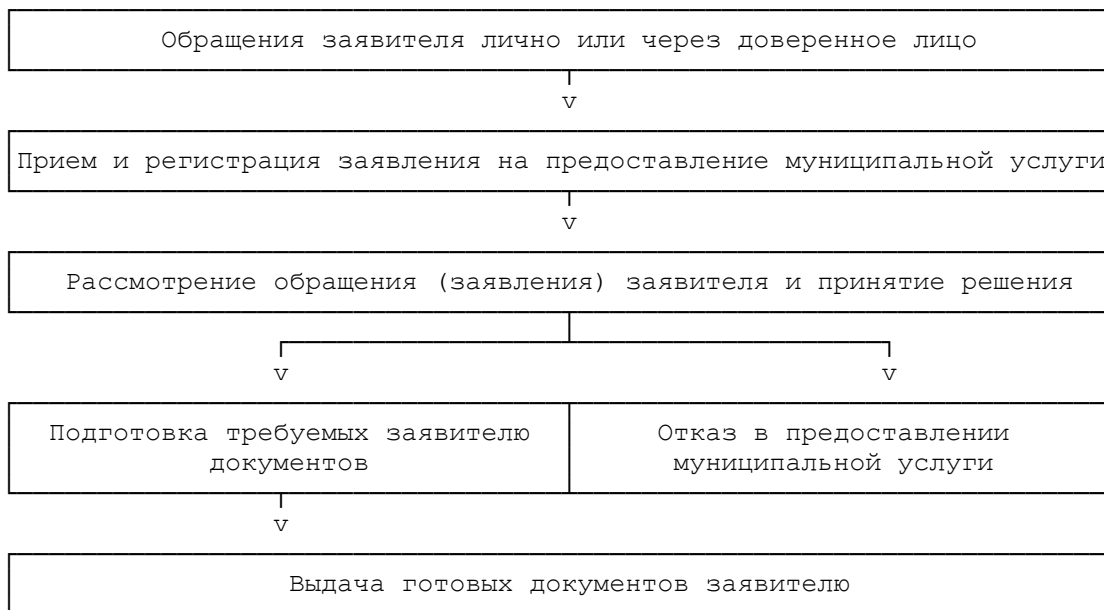 Обращения заявителя лично или через доверенное лицо
v
Прием и регистрация заявления на предоставление муниципальной услуги
v
Рассмотрение обращения (заявления) заявителя и принятие решения
v v
Подготовка требуемых заявителю
документов
Отказ в предоставлении
муниципальной услуги
v
Выдача готовых документов заявителю